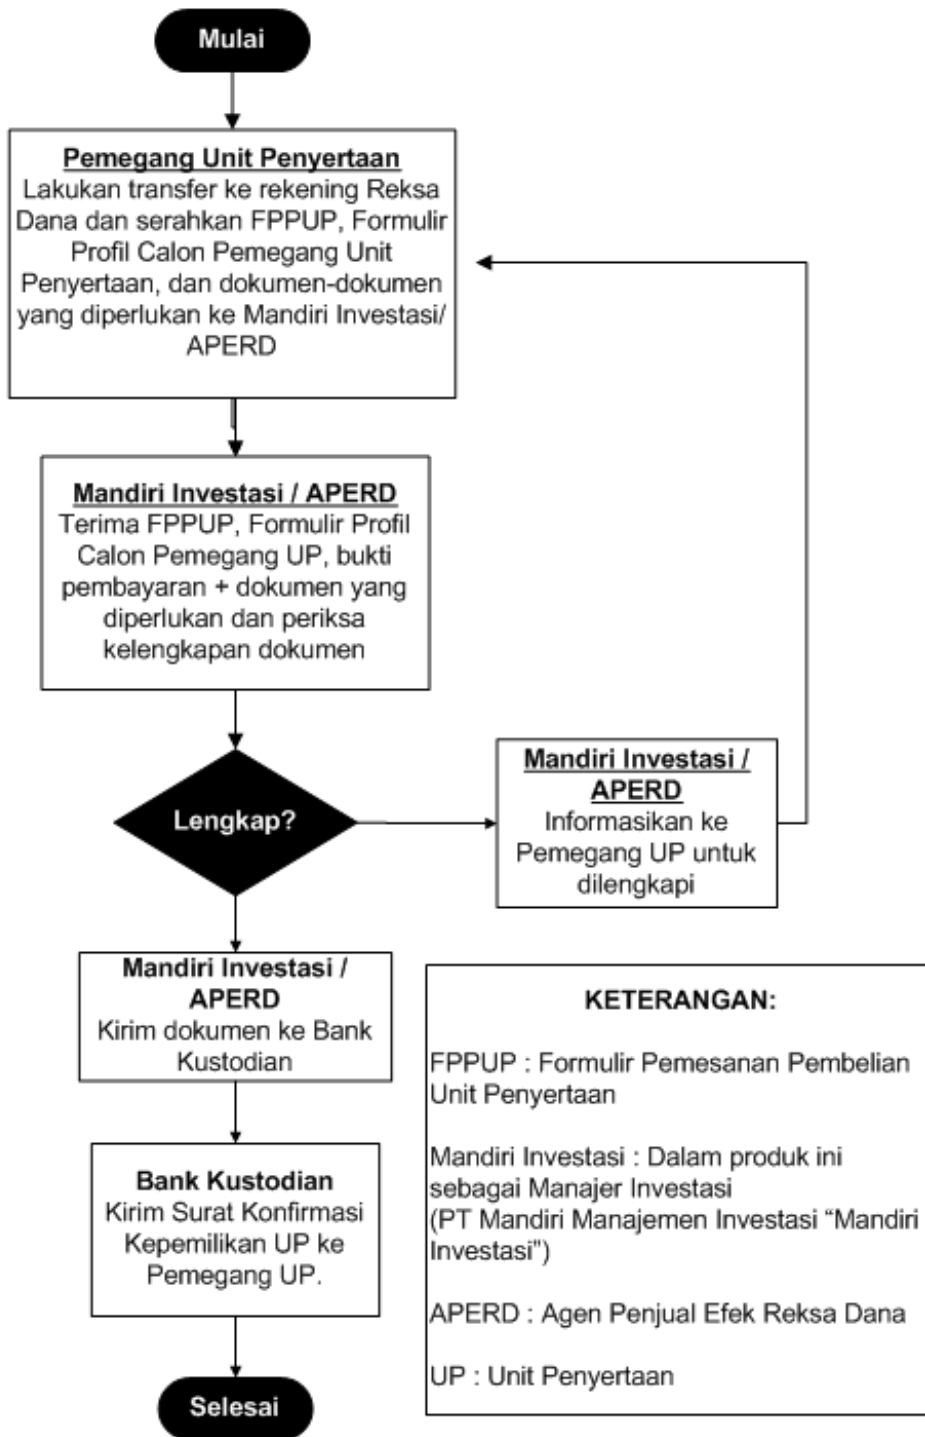 Mulai
Pemegang Unit Penyertaan
Lakukan transfer ke rekening Reksa
Dana dan serahkan FPPUP, Formulir
Profil Calon Pemegang Unit
Penyertaan, dan dokumen-dokumen
yang diperlukan ke Mandiri Investasi/
APERD
Mandiri Investasi / APERD
Terima FPPUP, Formulir Profil
Calon Pemegang UP, bukti
pembayaran + dokumen yang
diperlukan dan periksa
kelengkapan dokumen
Lengkap?
Mandiri Investasi /
APERD
Informasikan ke
Pemegang UP untuk
dilengkapi
Mandiri Investasi /
APERD
Kirim dokumen ke Bank
Kustodian
Bank Kustodian
Kirim Surat Konfirmasi
Kepemilikan UP ke
Pemegang UP.
Selesai
KETERANGAN:
FPPUP : Formulir Pemesanan Pembelian
Unit Penyertaan
Mandiri Investasi : Dalam produk ini
sebagai Manajer Investasi
(PT Mandiri Manajemen Investasi “Mandiri
Investasi”)
APERD : Agen Penjual Efek Reksa Dana
UP : Unit Penyertaan